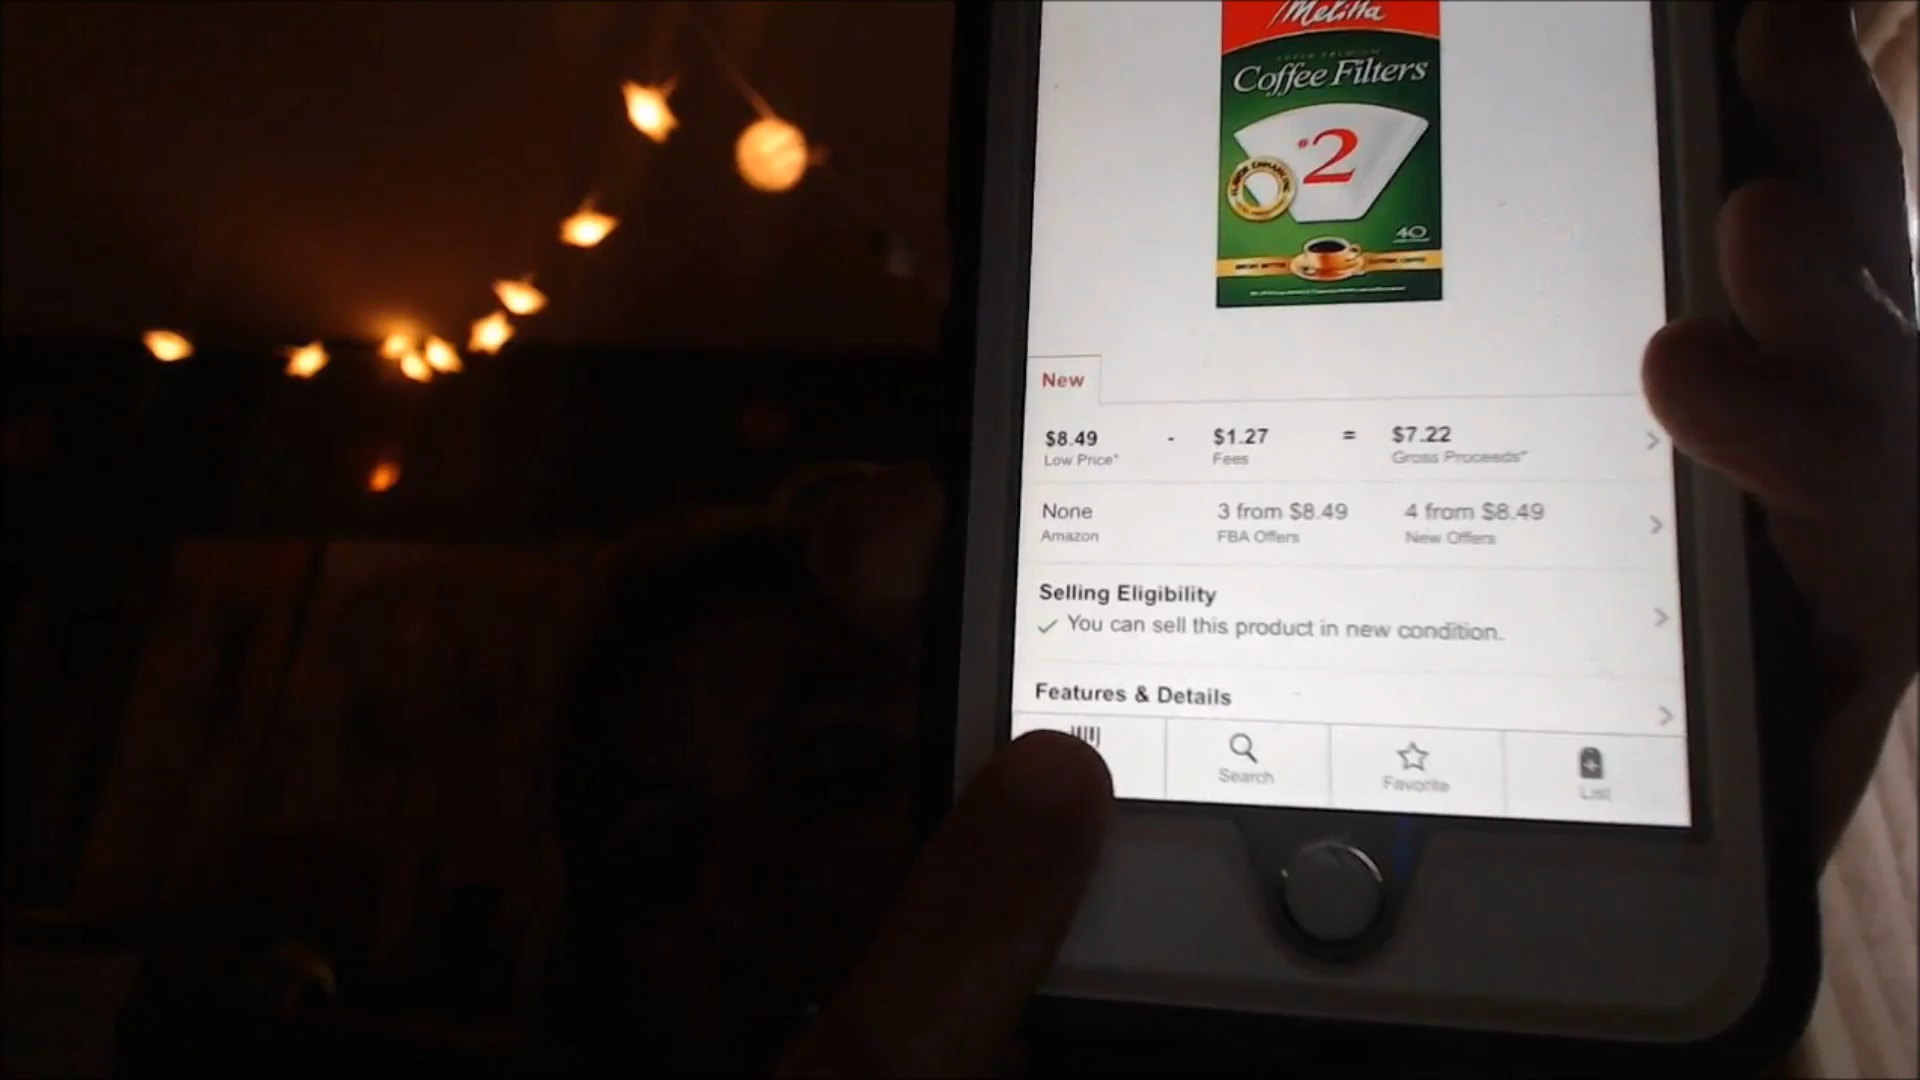 Melitta
Coffee Filters
#2
40
New
$8.49 - $1.27 = $7.22
Low Price* Fees Gross Proceeds*
None 3 from $8.49 4 from $8.49
Amazon FBA Offers New Offers
Selling Eligibility
You can sell this product in new condition.
Features & Details
Search Favorite List